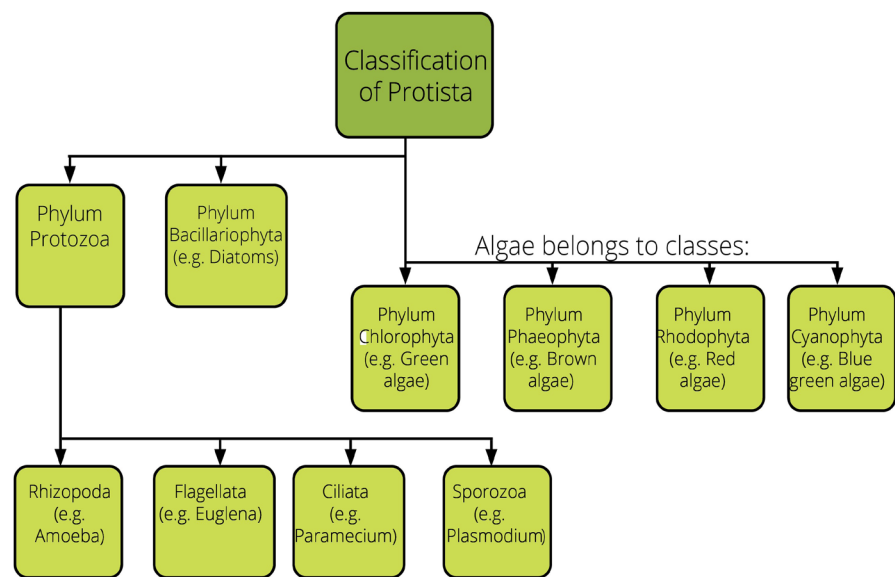 Classification
of Protista
Phylum
Protozoa
Phylum
Bacillariophyta
(e.g. Diatoms)
Algae belongs to classes:
Phylum
Chlorophyta
(e.g. Green
algae)
Phylum
Phaeophyta
(e.g. Brown
algae)
Phylum
Rhodophyta
(e.g. Red
algae)
Phylum
Cyanophyta
(e.g. Blue
green algae)
Rhizopoda
(e.g.
Amoeba)
Flagellata
(e.g. Euglena)
Ciliata
(e.g.
Paramecium)
Sporozoa
(e.g.
Plasmodium)